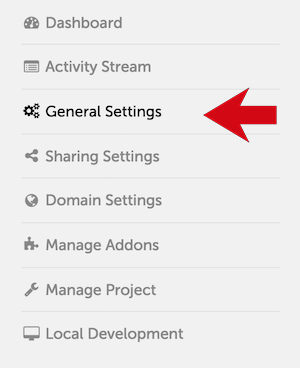 Dashboard
Activity Stream
General Settings
Sharing Settings
Domain Settings
Manage Addons
Manage Project
Local Development